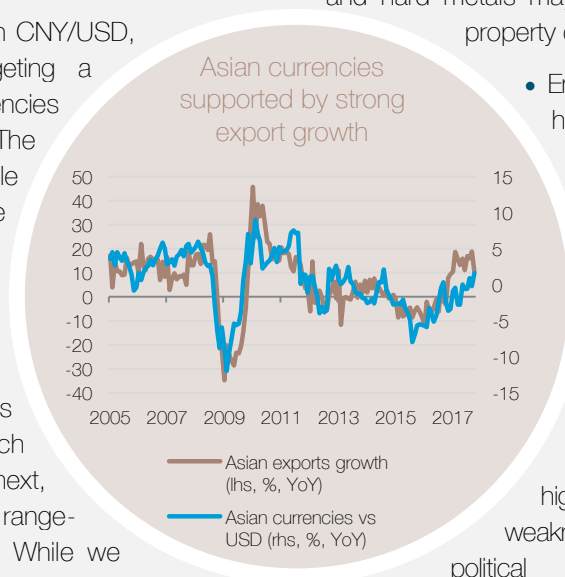 and hard metals
n CNY/USD,
property
geting a
encies
The
le
e
Asian currencies
supported by strong
export growth
50
40
30
20
10
0
-10
-20
-30
-40
15
10
5
0
-5
-10
-15
2005 2007 2009 2011 2013 2015 2017
Asian exports growth
(lhs, %, YoY)
Asian currencies vs
USD (rhs, %, YoY)
s
ch
next,
range-
While we
hig
weakn
political